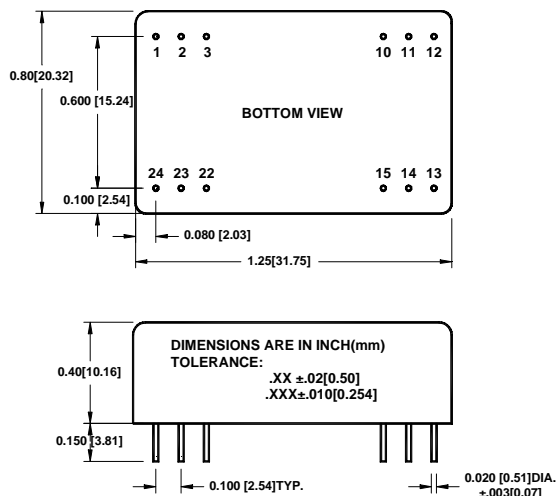 1 2 3 10 11 12
0.80[20.32]
0.600 [15.24]
BOTTOM VIEW
24 23 22 15 14 13
0.100 [2.54]
0.080 [2.03]
1.25[31.75]
DIMENSIONS ARE IN INCH(mm)
TOLERANCE:
.XX ±.02[0.50]
.XXX±.010[0.254]
0.40[10.16]
0.150 [3.81]
0.100 [2.54]TYP.
0.020 [0.51]DIA.
±.003[0.07]